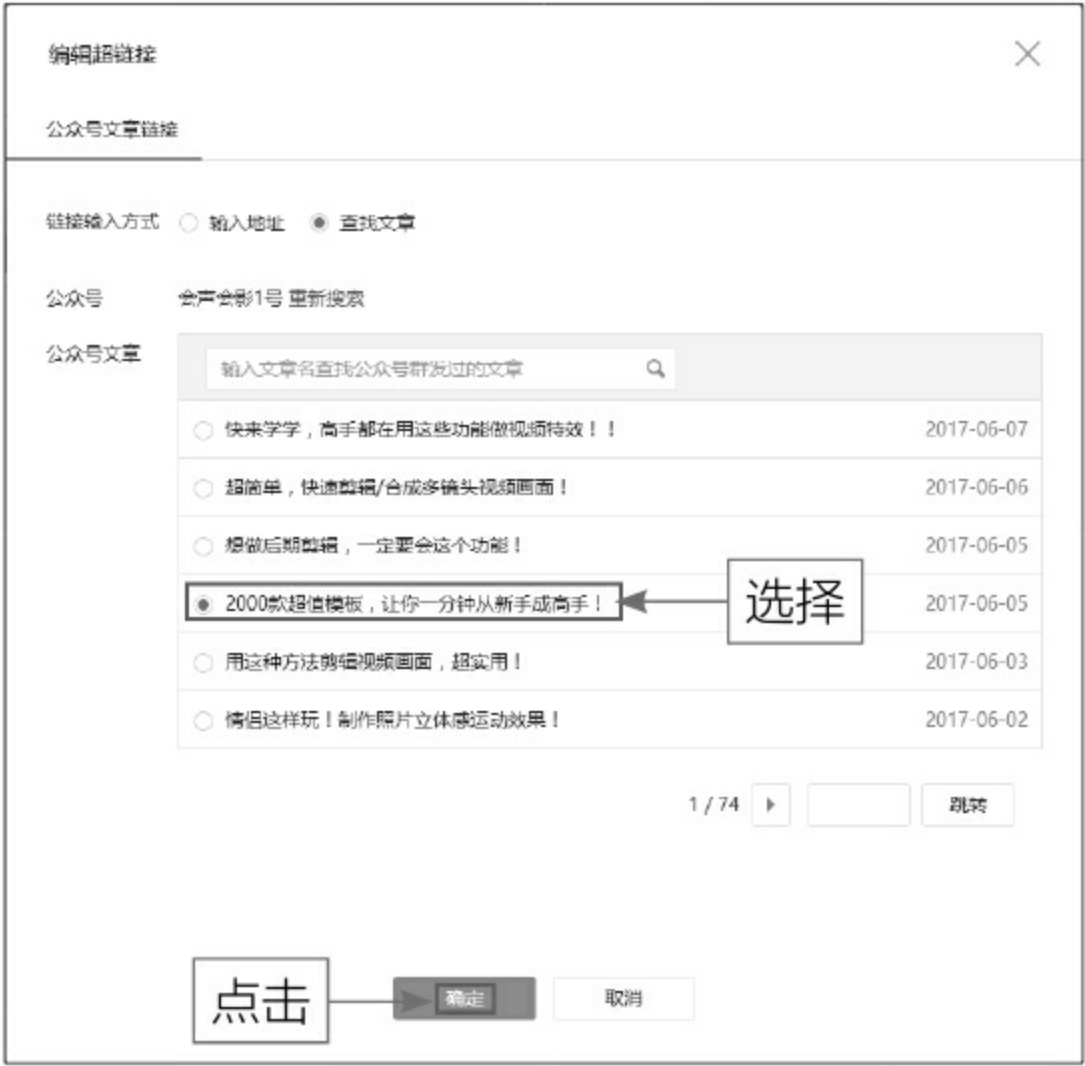 编辑超链接
公众号文章链接
链接输入方式 输入地址 查找文章
公众号 会声会影1号 重新搜索
公众号文章
输入文章名查找公众号群发过的文章
快来学学，高手都在用这些功能做视频特效！！ 2017-06-07
超简单，快速剪辑/合成多镜头视频画面！ 2017-06-06
想做后期剪辑，一定要会这个功能！ 2017-06-05
2000款超值模板，让你一分钟从新手成高手！ 选择 2017-06-05
用这种方法剪辑视频画面，超实用！ 2017-06-03
情侣这样玩！制作照片立体感运动效果！ 2017-06-02
1 / 74 跳转
点击 确定 取消